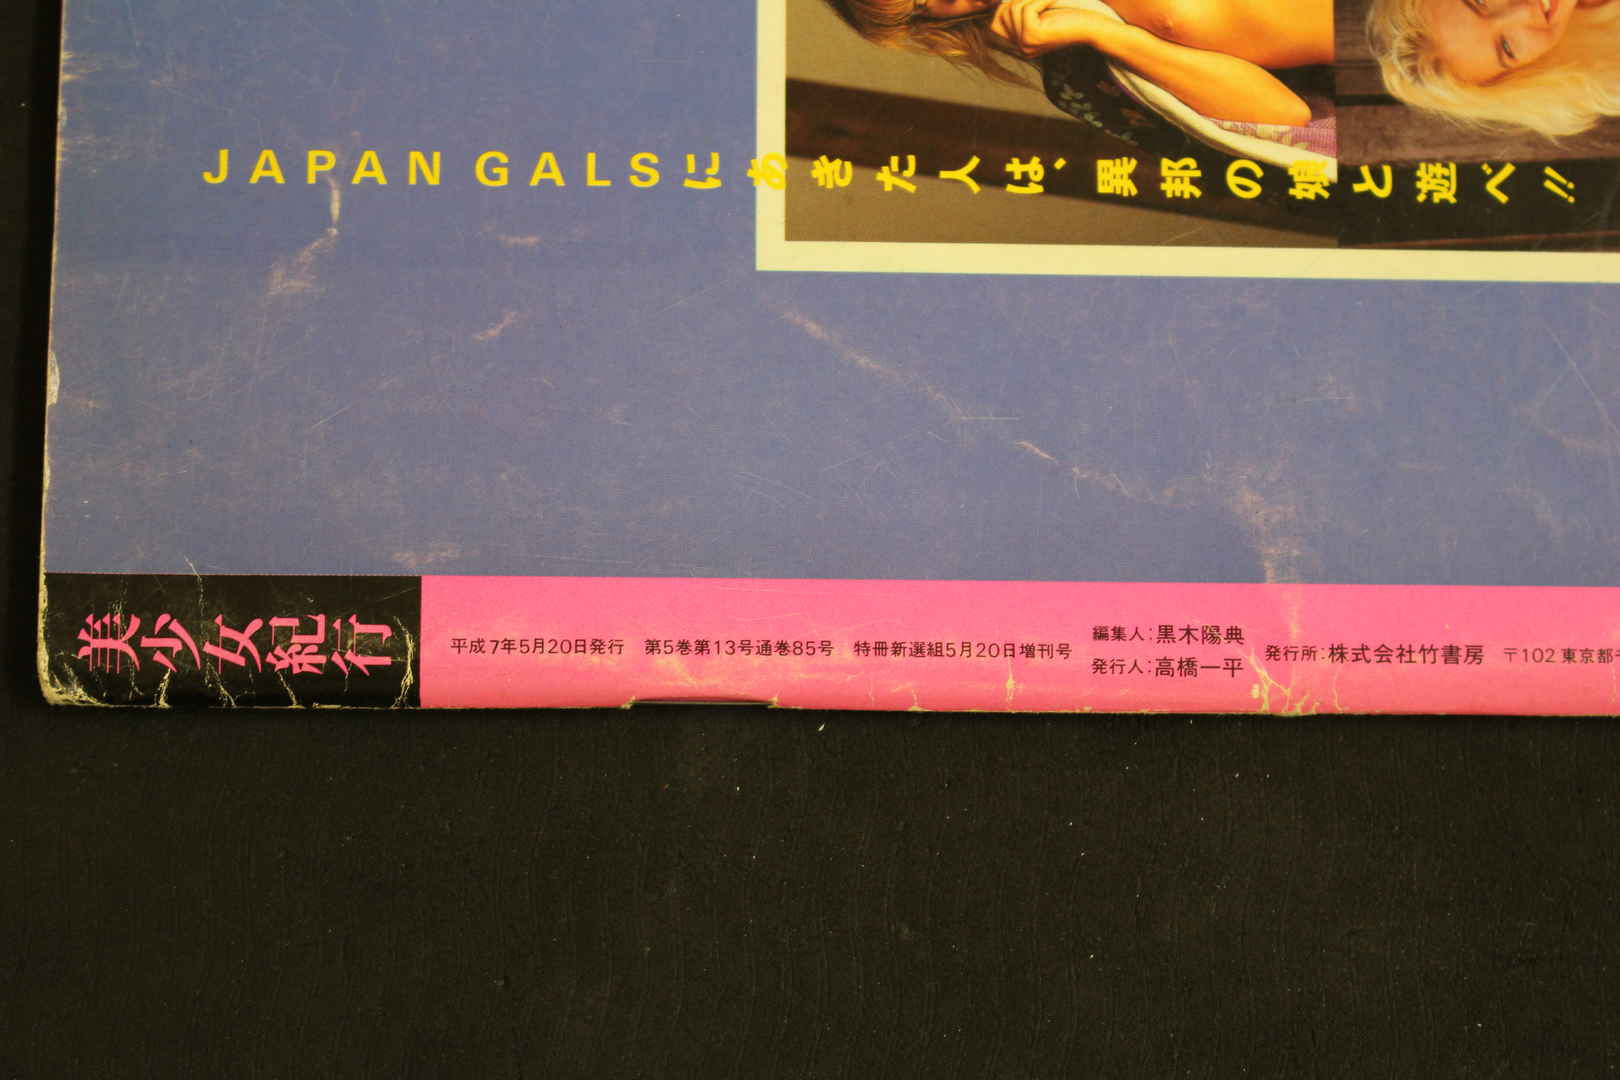 JAPAN GALSにあきた人は、異邦の娘と遊べ!!
美少女紀行
平成7年5月20日発行 第5巻第13号通巻85号 特冊新選組5月20日増刊号
編集人:黒木陽典
発行人:高橋一平
発行所:株式会社竹書房 〒102 東京都